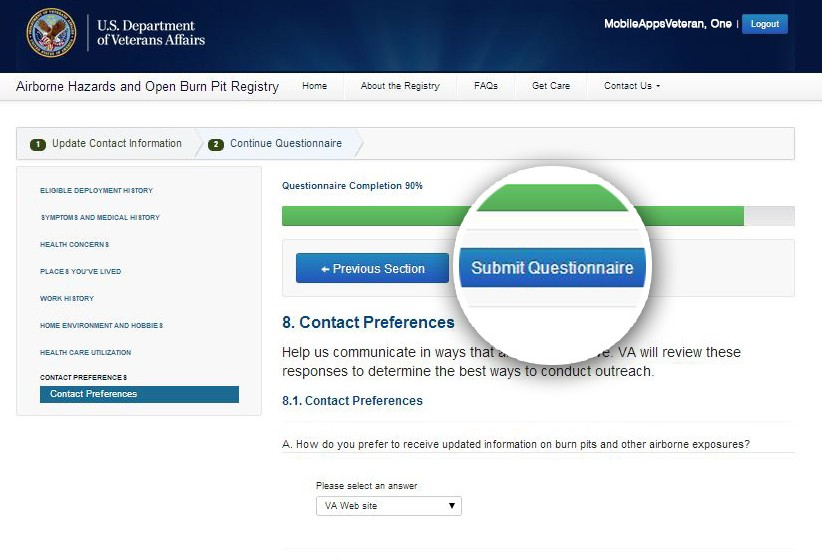 U.S. Department
of Veterans Affairs
MobileAppsVeteran, One | Logout
Airborne Hazards and Open Burn Pit Registry Home About the Registry FAQs Get Care Contact Us
1 Update Contact Information 2 Continue Questionnaire
ELIGIBLE DEPLOYMENT HISTORY
SYMPTOMS AND MEDICAL HISTORY
HEALTH CONCERNS
PLACES YOU'VE LIVED
WORK HISTORY
HOME ENVIRONMENT AND HOBBIES
HEALTH CARE UTILIZATION
CONTACT PREFERENCES
Contact Preferences
Questionnaire Completion 90%
Previous Section
Submit Questionnaire
8. Contact Preferences
Help us communicate in ways that VA will review these
responses to determine the best ways to conduct outreach.
8.1. Contact Preferences
A. How do you prefer to receive updated information on burn pits and other airborne exposures?
Please select an answer
VA Web site